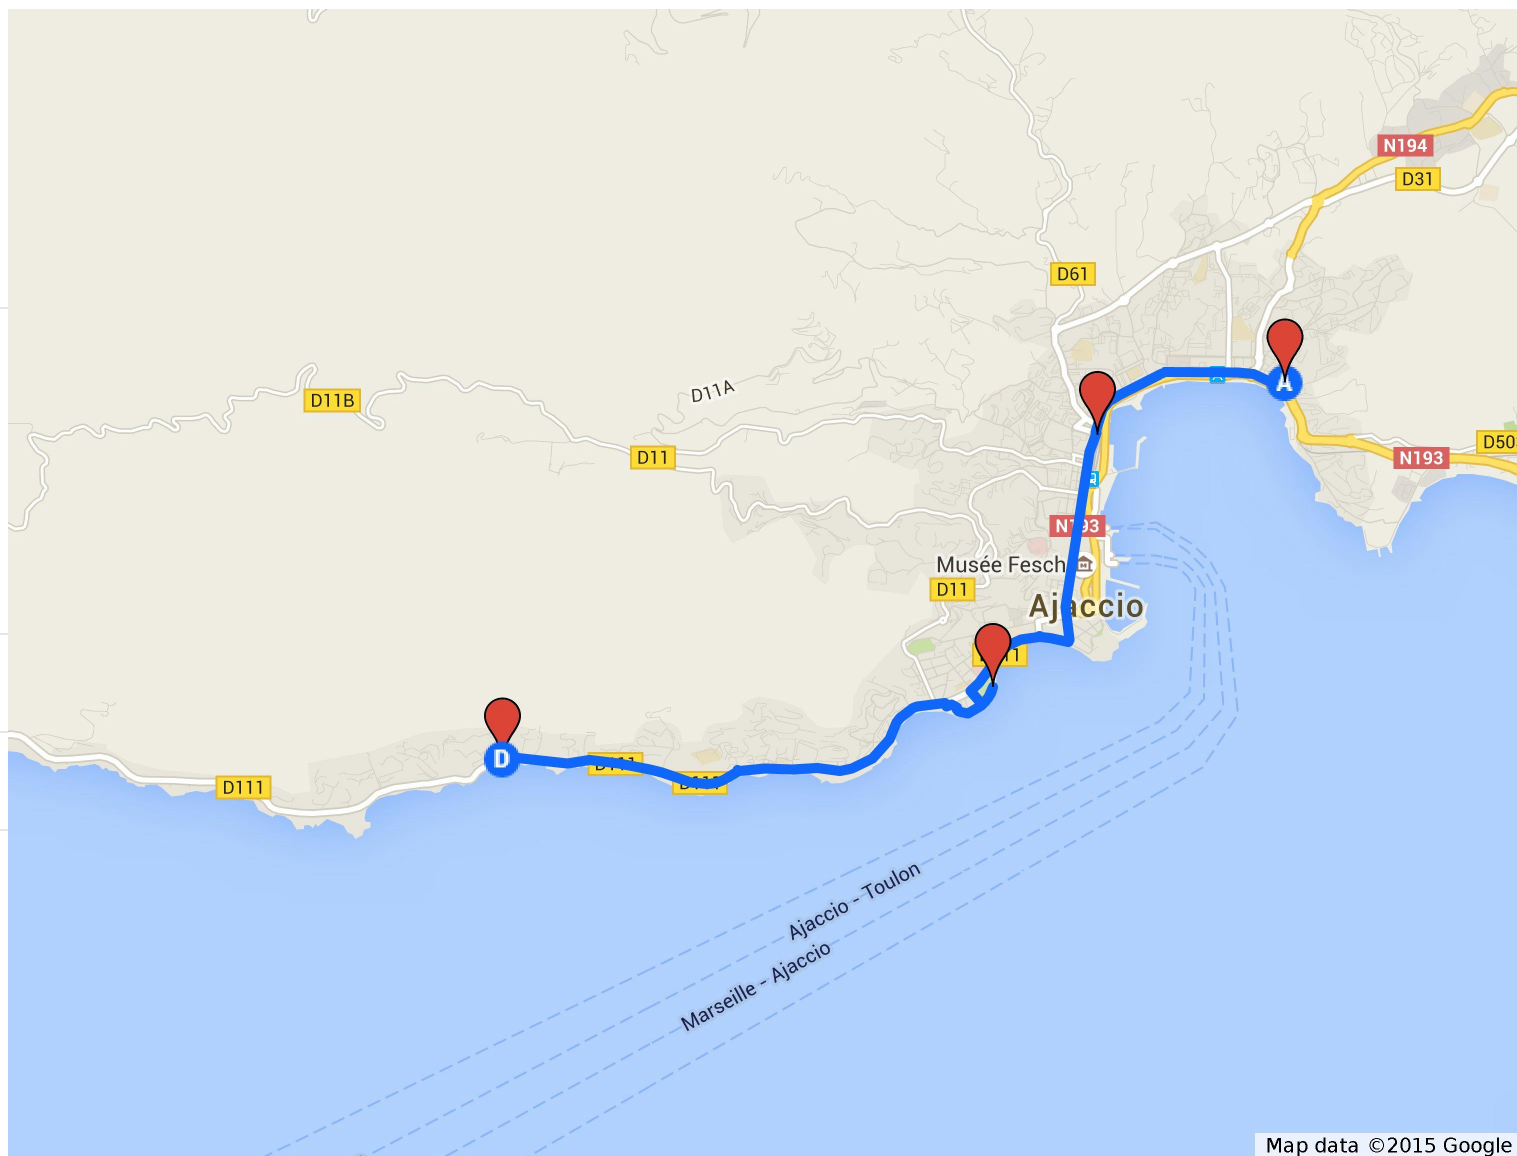 N194
D31
D61
A
D11A
D11B
D11
D50
N193
N193
Musée Fesch
D11
Ajaccio
D
D111
D111
Ajaccio - Toulon
Marseille - Ajaccio
Map data ©2015 Google